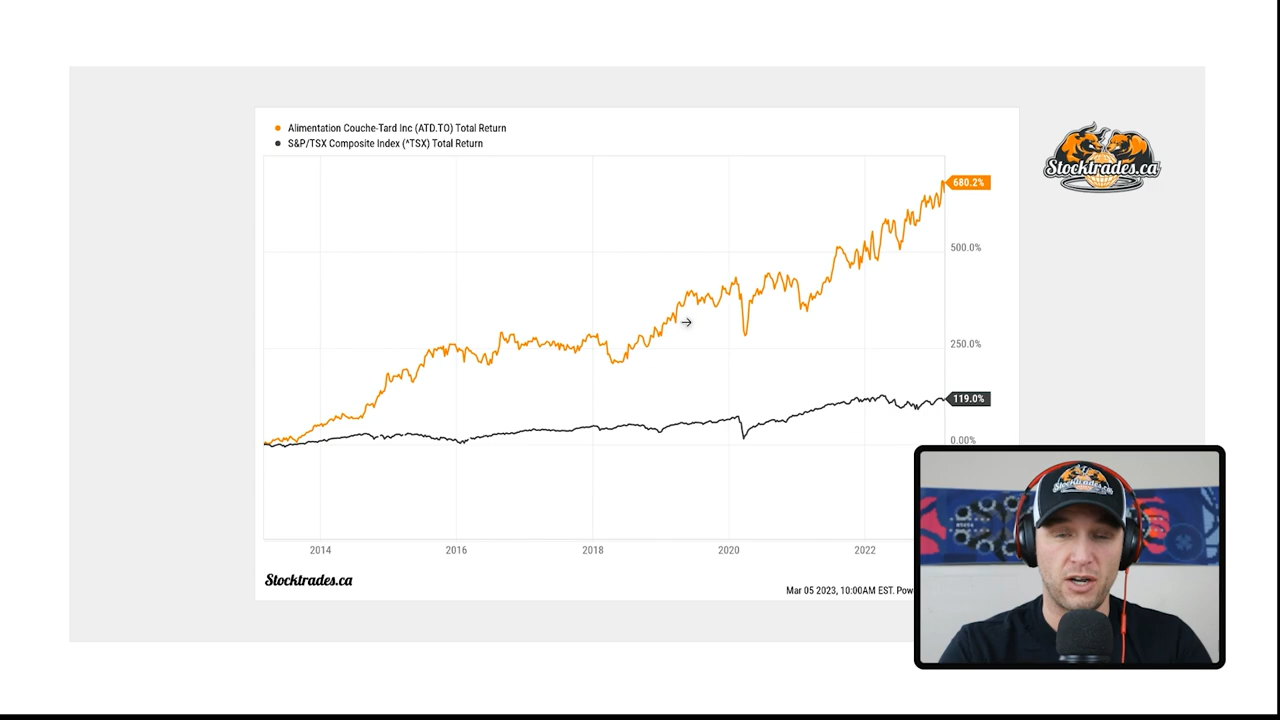 Alimentation Couche-Tard Inc (ATD.TO) Total Return
S&P/TSX Composite Index (^TSX) Total Return
Stocktrades.ca
680.2%
500.0%
250.0%
119.0%
0.00%
2014 2016 2018 2020 2022
Stocktrades.ca
Mar 05 2023, 10:00AM EST. Pow
Stocktrades.ca